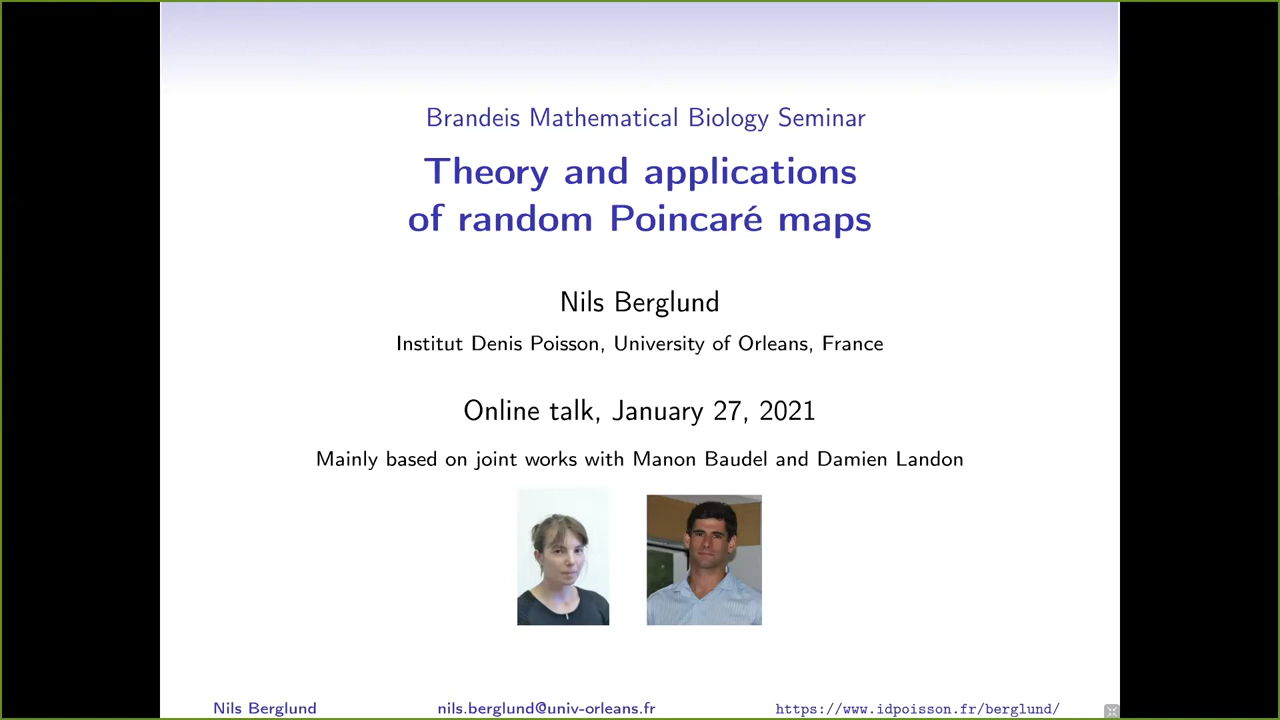 Brandeis Mathematical Biology Seminar
Theory and applications
of random Poincaré maps
Nils Berglund
Institut Denis Poisson, University of Orleans, France
Online talk, January 27, 2021
Mainly based on joint works with Manon Baudel and Damien Landon
Nils Berglund nils.berglund@univ-orleans.fr https://www.idpoisson.fr/berglund/